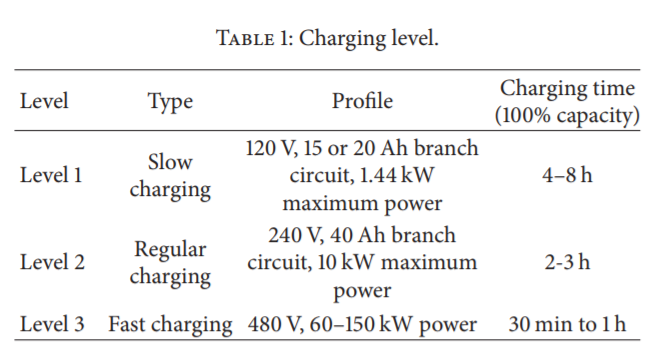 TABLE 1: Charging level.
Level Type Profile Charging time (100% capacity)
Level 1 Slow charging 120 V, 15 or 20 Ah branch circuit, 1.44 kW maximum power 4–8 h
Level 2 Regular charging 240 V, 40 Ah branch circuit, 10 kW maximum power 2-3 h
Level 3 Fast charging 480 V, 60–150 kW power 30 min to 1 h